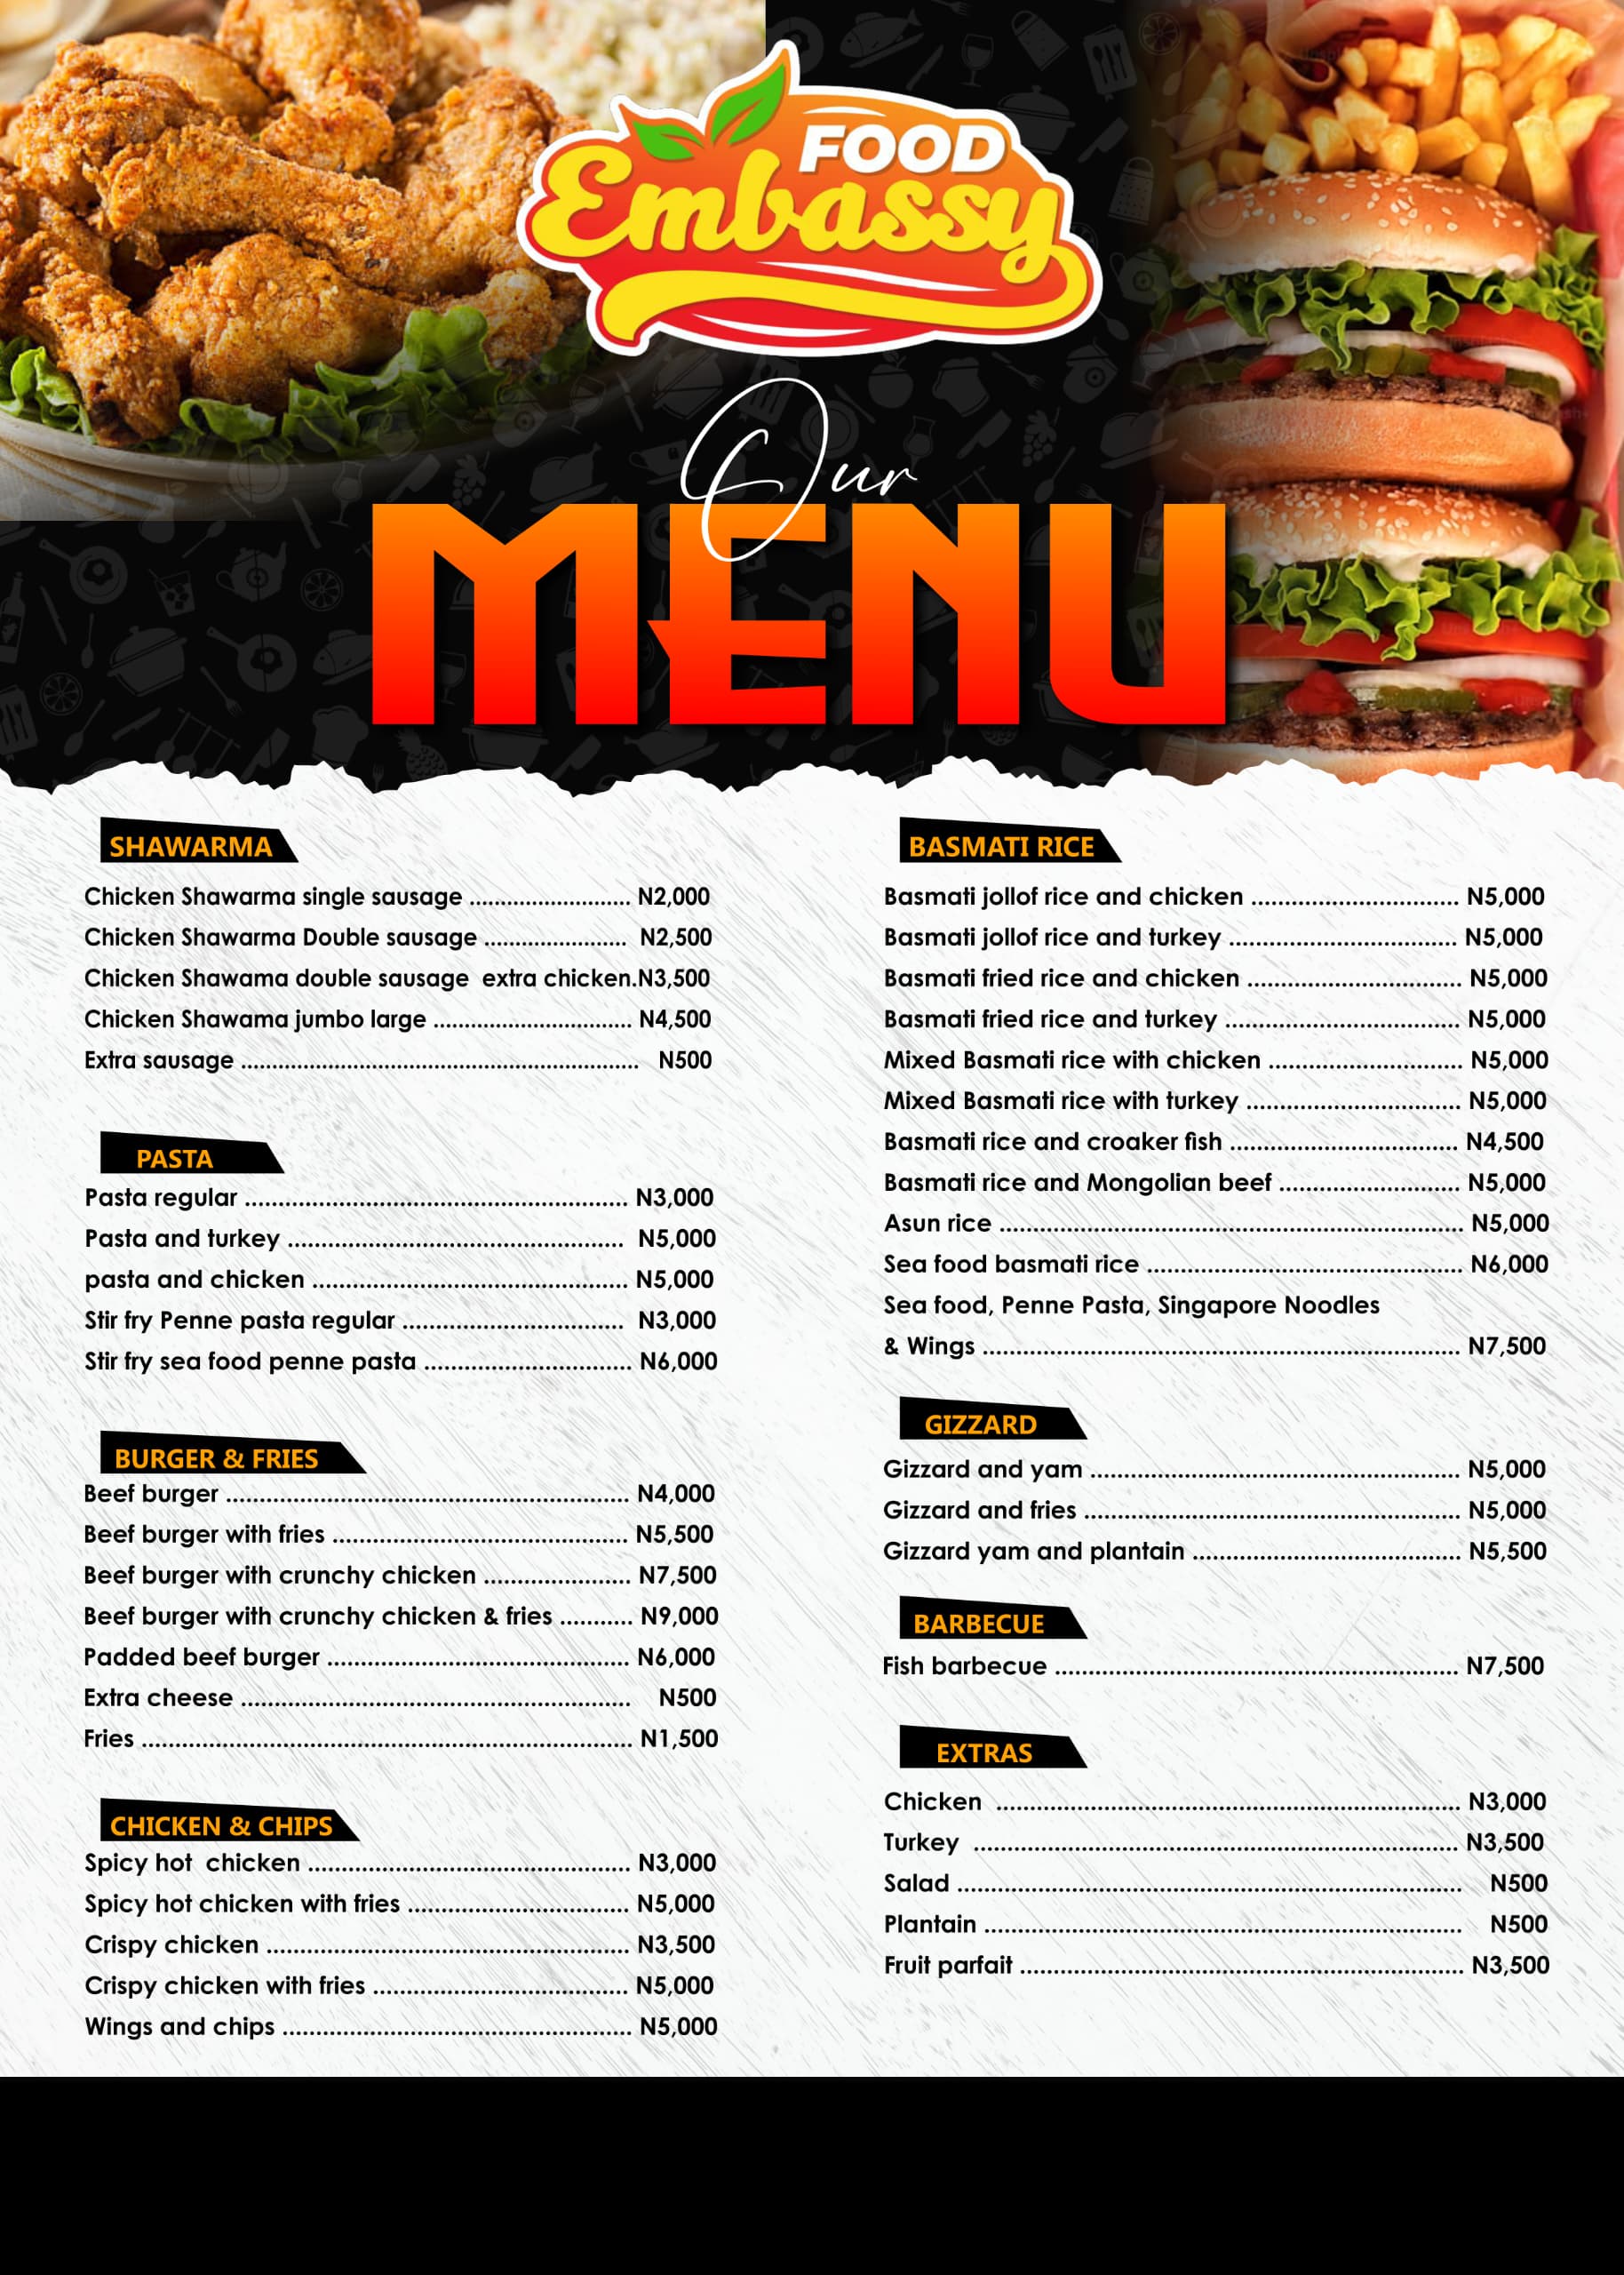 FOOD
Embassy
Our
MENU
SHAWARMA
Chicken Shawarma single sausage ........................ N2,000
Chicken Shawarma Double sausage ..................... N2,500
Chicken Shawama double sausage extra chicken.N3,500
Chicken Shawama jumbo large .............................. N4,500
Extra sausage ........................................................... N500
PASTA
Pasta regular ......................................................... N3,000
Pasta and turkey .................................................. N5,000
pasta and chicken ............................................... N5,000
Stir fry Penne pasta regular ................................. N3,000
Stir fry sea food penne pasta ............................... N6,000
BURGER & FRIES
Beef burger ............................................................ N4,000
Beef burger with fries ............................................ N5,500
Beef burger with crunchy chicken ...................... N7,500
Beef burger with crunchy chicken & fries ........... N9,000
Padded beef burger ............................................. N6,000
Extra cheese .......................................................... N500
Fries ......................................................................... N1,500
CHICKEN & CHIPS
Spicy hot chicken ................................................ N3,000
Spicy hot chicken with fries ................................. N5,000
Crispy chicken ...................................................... N3,500
Crispy chicken with fries ...................................... N5,000
Wings and chips .................................................... N5,000
BASMATI RICE
Basmati jollof rice and chicken ............................... N5,000
Basmati jollof rice and turkey .................................. N5,000
Basmati fried rice and chicken ................................ N5,000
Basmati fried rice and turkey ................................... N5,000
Mixed Basmati rice with chicken ............................. N5,000
Mixed Basmati rice with turkey ................................ N5,000
Basmati rice and croaker fish .................................. N4,500
Basmati rice and Mongolian beef ........................... N5,000
Asun rice ..................................................................... N5,000
Sea food basmati rice ............................................... N6,000
Sea food, Penne Pasta, Singapore Noodles
& Wings ....................................................................... N7,500
GIZZARD
Gizzard and yam ....................................................... N5,000
Gizzard and fries ........................................................ N5,000
Gizzard yam and plantain ........................................ N5,500
BARBECUE
Fish barbecue ............................................................ N7,500
EXTRAS
Chicken ..................................................................... N3,000
Turkey ........................................................................ N3,500
Salad ........................................................................... N500
Plantain ....................................................................... N500
Fruit parfait .................................................................. N3,500